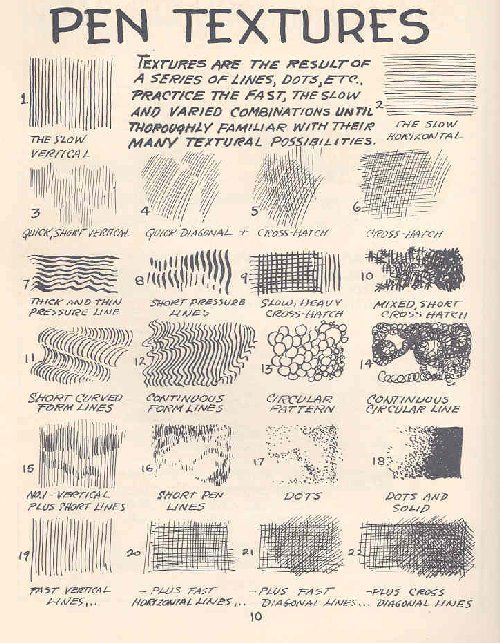 PEN TEXTURES
TEXTURES ARE THE RESULT OF
A SERIES OF LINES, DOTS, ETC.
PRACTICE THE FAST, THE SLOW
AND VARIED COMBINATIONS UNTIL
THOROUGHLY FAMILIAR WITH THEIR
MANY TEXTURAL POSSIBILITIES.
1
THE SLOW
VERTICAL
2
THE SLOW
HORIZONTAL
3
QUICK, SHORT VERTICAL
4
QUICK DIAGONAL +
5
CROSS-HATCH
6
CROSS-HATCH
7
THICK AND THIN
PRESSURE LINE
8
SHORT PRESSURE
LINES
9
SLOW, HEAVY
CROSS-HATCH
10
MIXED, SHORT
CROSS HATCH
11
SHORT CURVED
FORM LINES
12
CONTINUOUS
FORM LINES
13
CIRCULAR
PATTERN
14
CONTINUOUS
CIRCULAR LINE
15
NO.1 - VERTICAL
PLUS SHORT LINES
16
SHORT PEN
LINES
17
DOTS
18
DOTS AND
SOLID
19
FAST VERTICAL
LINES...
20
- PLUS FAST
HORIZONTAL LINES...
21
- PLUS FAST
DIAGONAL LINES...
22
- PLUS CROSS
DIAGONAL LINES
10